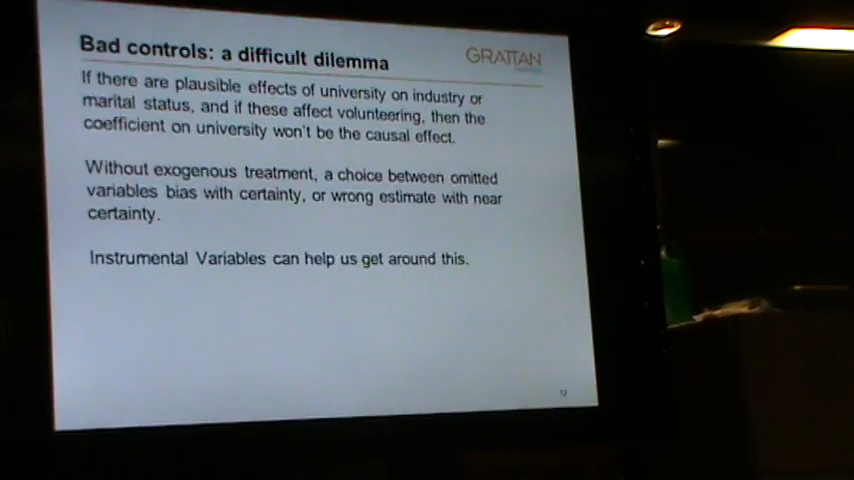 Bad controls: a difficult dilemma
GRATTAN
If there are plausible effects of university on industry or
marital status, and if these affect volunteering, then the
coefficient on university won't be the causal effect.
Without exogenous treatment, a choice between omitted
variables bias with certainty, or wrong estimate with near
certainty.
Instrumental Variables can help us get around this.